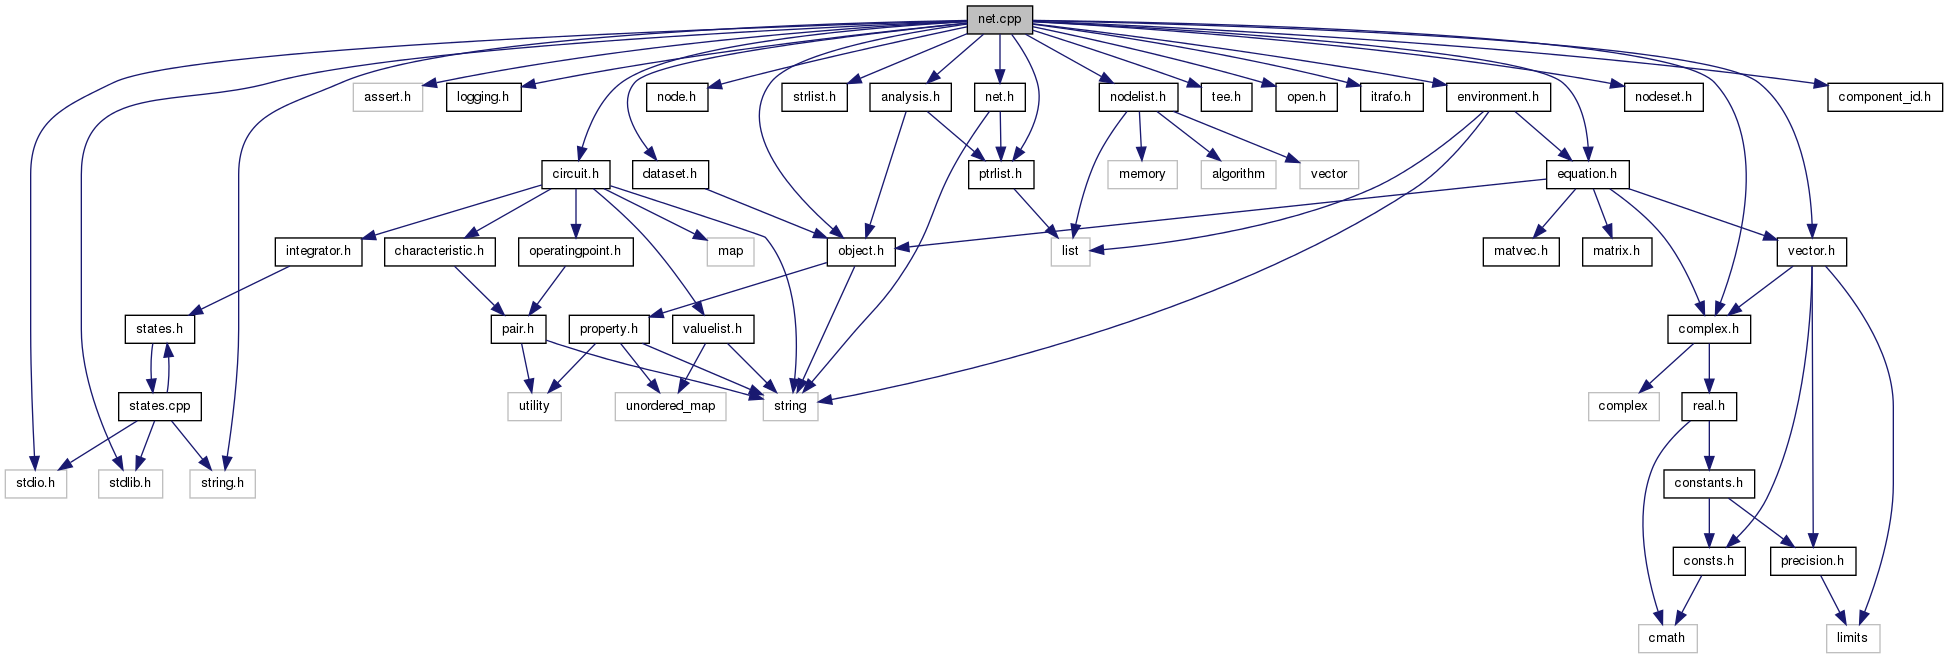 net.cpp
assert.h
logging.h
node.h
strlist.h
analysis.h
net.h
nodelist.h
tee.h
open.h
itrafo.h
environment.h
nodeset.h
component_id.h
circuit.h
dataset.h
ptrlist.h
memory
algorithm
vector
equation.h
integrator.h
characteristic.h
operatingpoint.h
map
object.h
list
matvec.h
matrix.h
vector.h
states.h
pair.h
property.h
valuelist.h
complex.h
states.cpp
utility
unordered_map
string
complex
real.h
stdio.h
stdlib.h
string.h
constants.h
consts.h
precision.h
cmath
limits